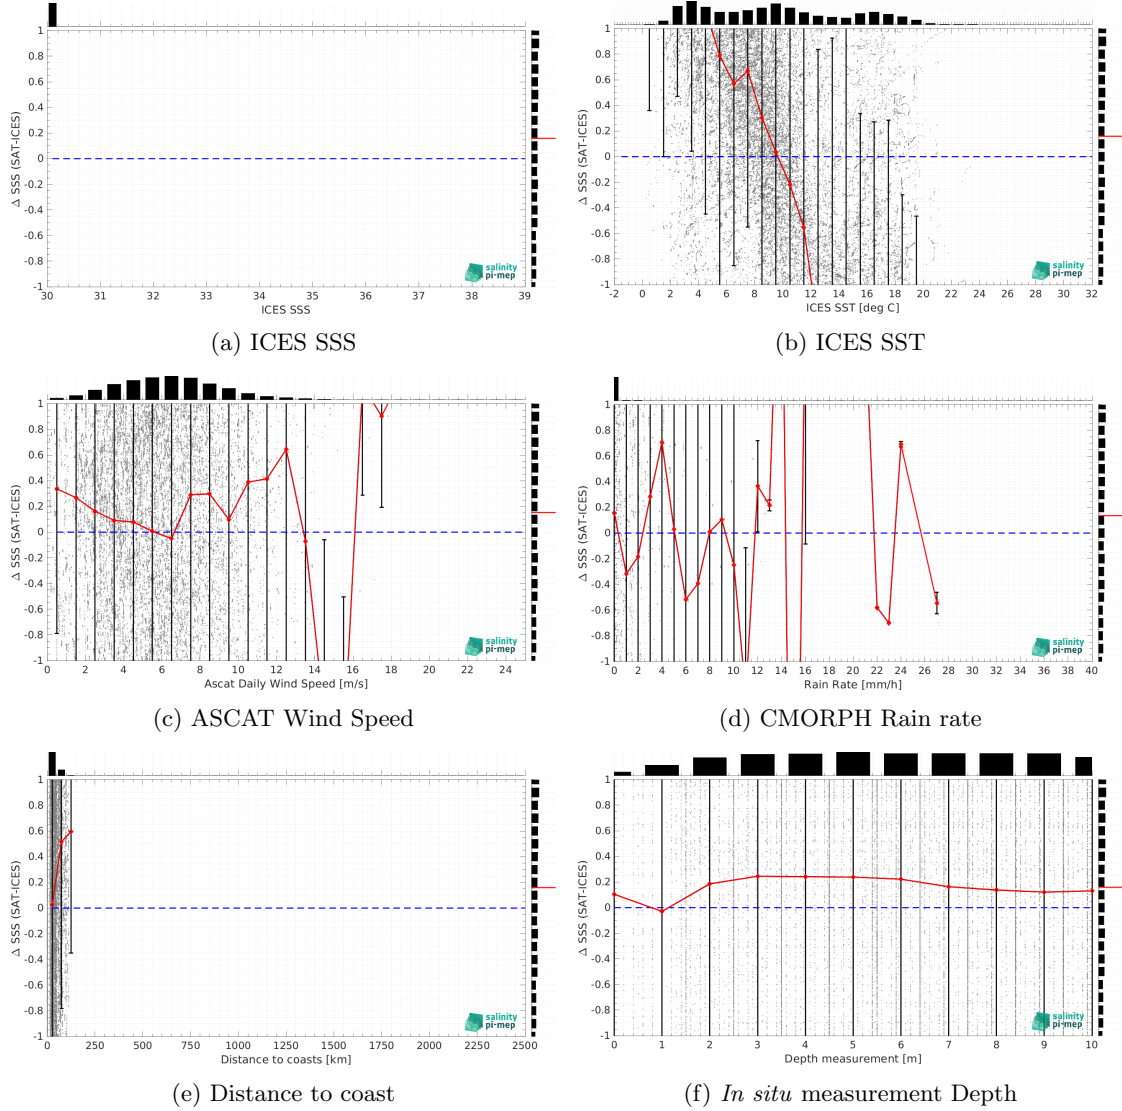 1
0.8
0.6
0.4
0.2
0
-0.2
-0.4
-0.6
-0.8
-1
Δ SSS (SAT-ICES)
30 31 32 33 34 35 36 37 38 39
ICES SSS
salinity
pi-mep
(a) ICES SSS
1
0.8
0.6
0.4
0.2
0
-0.2
-0.4
-0.6
-0.8
-1
Δ SSS (SAT-ICES)
-2 0 2 4 6 8 10 12 14 16 18 20 22 24 26 28 30 32
ICES SST [deg C]
salinity
pi-mep
(b) ICES SST
1
0.8
0.6
0.4
0.2
0
-0.2
-0.4
-0.6
-0.8
-1
Δ SSS (SAT-ICES)
0 2 4 6 8 10 12 14 16 18 20 22 24
Ascat Daily Wind Speed [m/s]
salinity
pi-mep
(c) ASCAT Wind Speed
1
0.8
0.6
0.4
0.2
0
-0.2
-0.4
-0.6
-0.8
-1
Δ SSS (SAT-ICES)
0 2 4 6 8 10 12 14 16 18 20 22 24 26 28 30 32 34 36 38 40
Rain Rate [mm/h]
salinity
pi-mep
(d) CMORPH Rain rate
1
0.8
0.6
0.4
0.2
0
-0.2
-0.4
-0.6
-0.8
-1
Δ SSS (SAT-ICES)
0 250 500 750 1000 1250 1500 1750 2000 2250 2500
Distance to coasts [km]
salinity
pi-mep
(e) Distance to coast
1
0.8
0.6
0.4
0.2
0
-0.2
-0.4
-0.6
-0.8
-1
Δ SSS (SAT-ICES)
0 1 2 3 4 5 6 7 8 9 10
Depth measurement [m]
salinity
pi-mep
(f) In situ measurement Depth